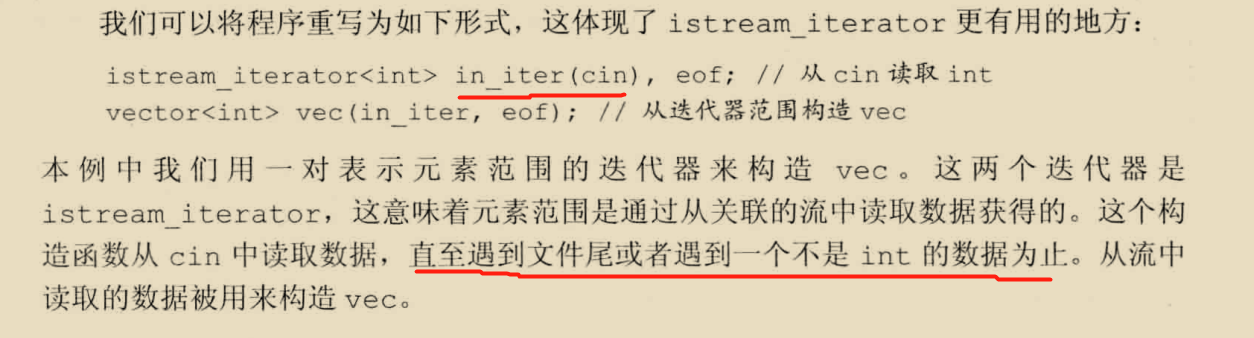 我们可以将程序重写为如下形式，这体现了 istream_iterator 更有用的地方：
istream_iterator<int> in_iter(cin), eof; // 从 cin 读取 int
vector<int> vec(in_iter, eof); // 从迭代器范围构造 vec
本例中我们用一对表示元素范围的迭代器来构造 vec。这两个迭代器是
istream_iterator，这意味着元素范围是通过从关联的流中读取数据获得的。这个构
造函数从 cin 中读取数据，直至遇到文件尾或者遇到一个不是 int 的数据为止。从流中
读取的数据被用来构造 vec。